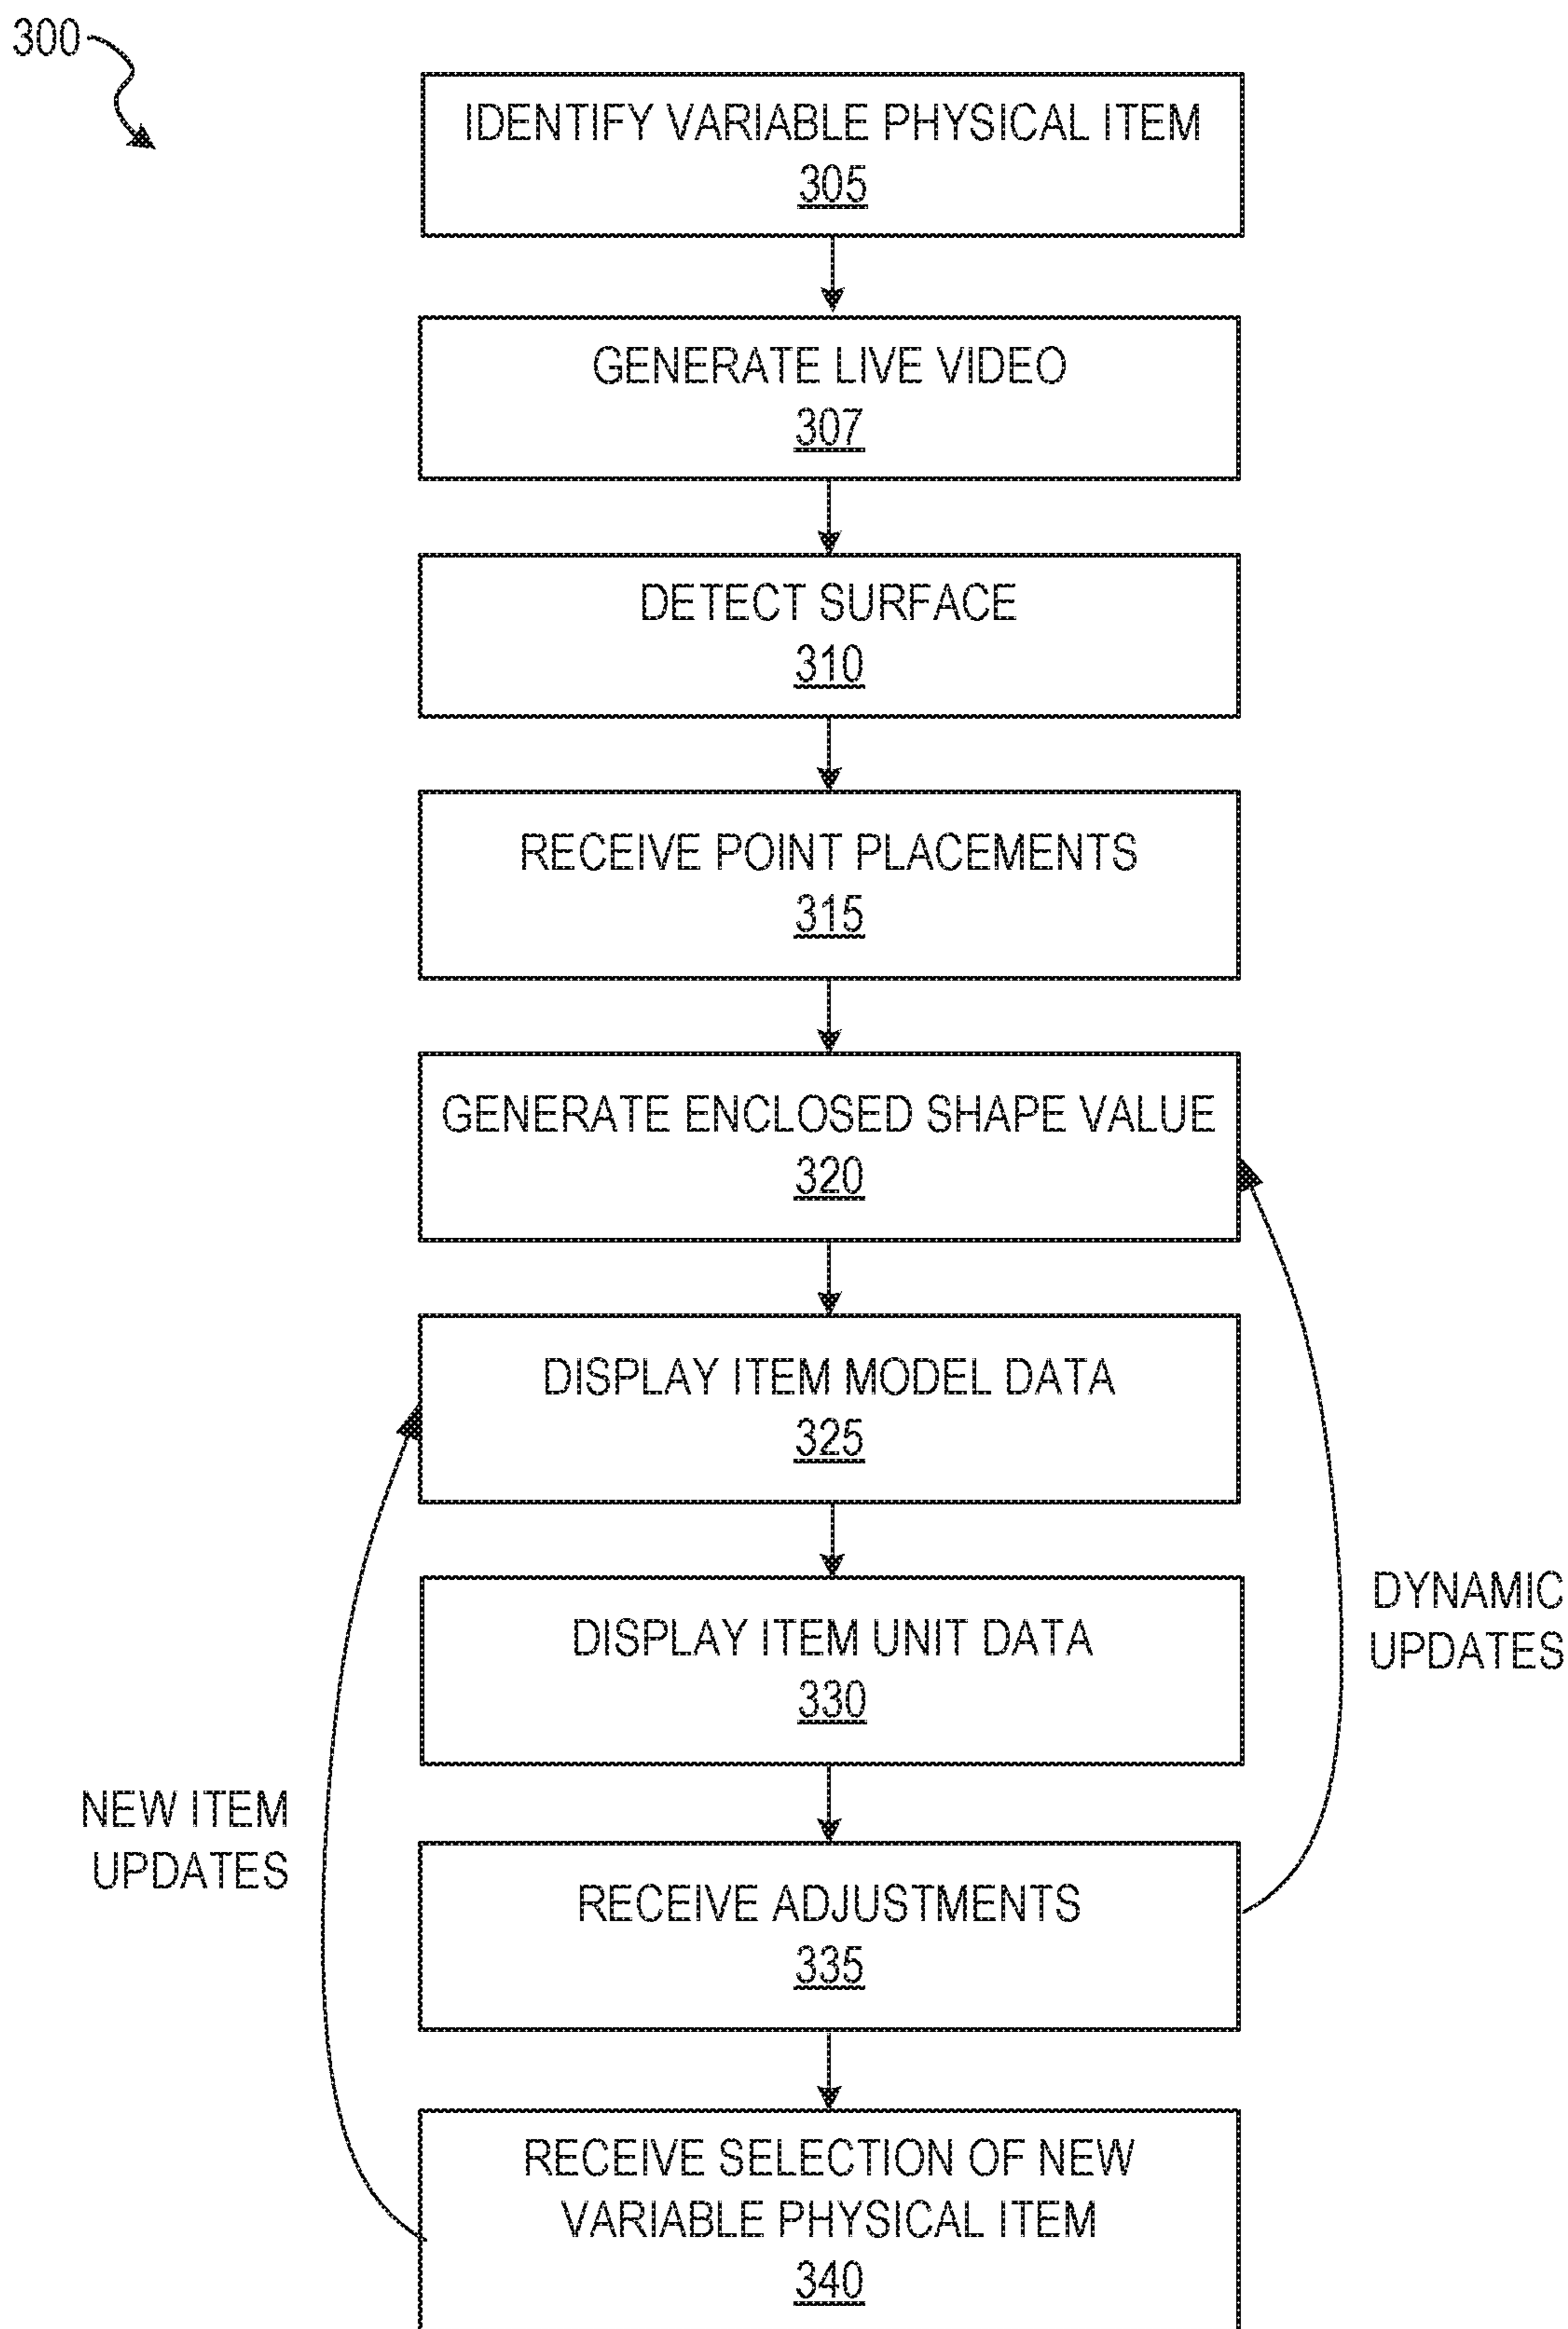 300
IDENTIFY VARIABLE PHYSICAL ITEM
305
GENERATE LIVE VIDEO
307
DETECT SURFACE
310
RECEIVE POINT PLACEMENTS
315
GENERATE ENCLOSED SHAPE VALUE
320
DISPLAY ITEM MODEL DATA
325
DISPLAY ITEM UNIT DATA
330
DYNAMIC
UPDATES
NEW ITEM
UPDATES
RECEIVE ADJUSTMENTS
335
RECEIVE SELECTION OF NEW
VARIABLE PHYSICAL ITEM
340